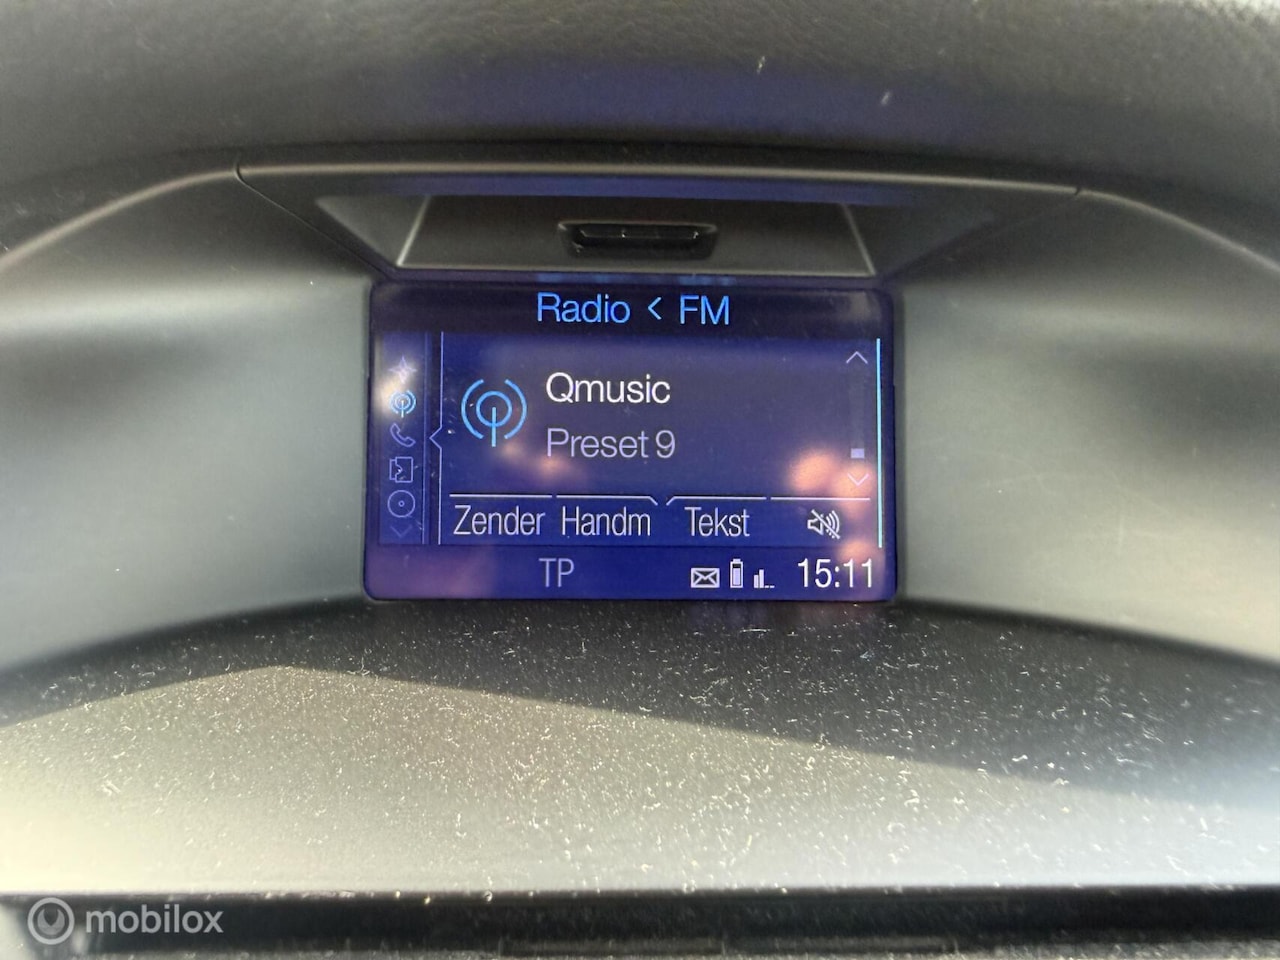 Radio < FM
Qmusic
Preset 9
Zender Handm Tekst
TP 15:11
mobilox